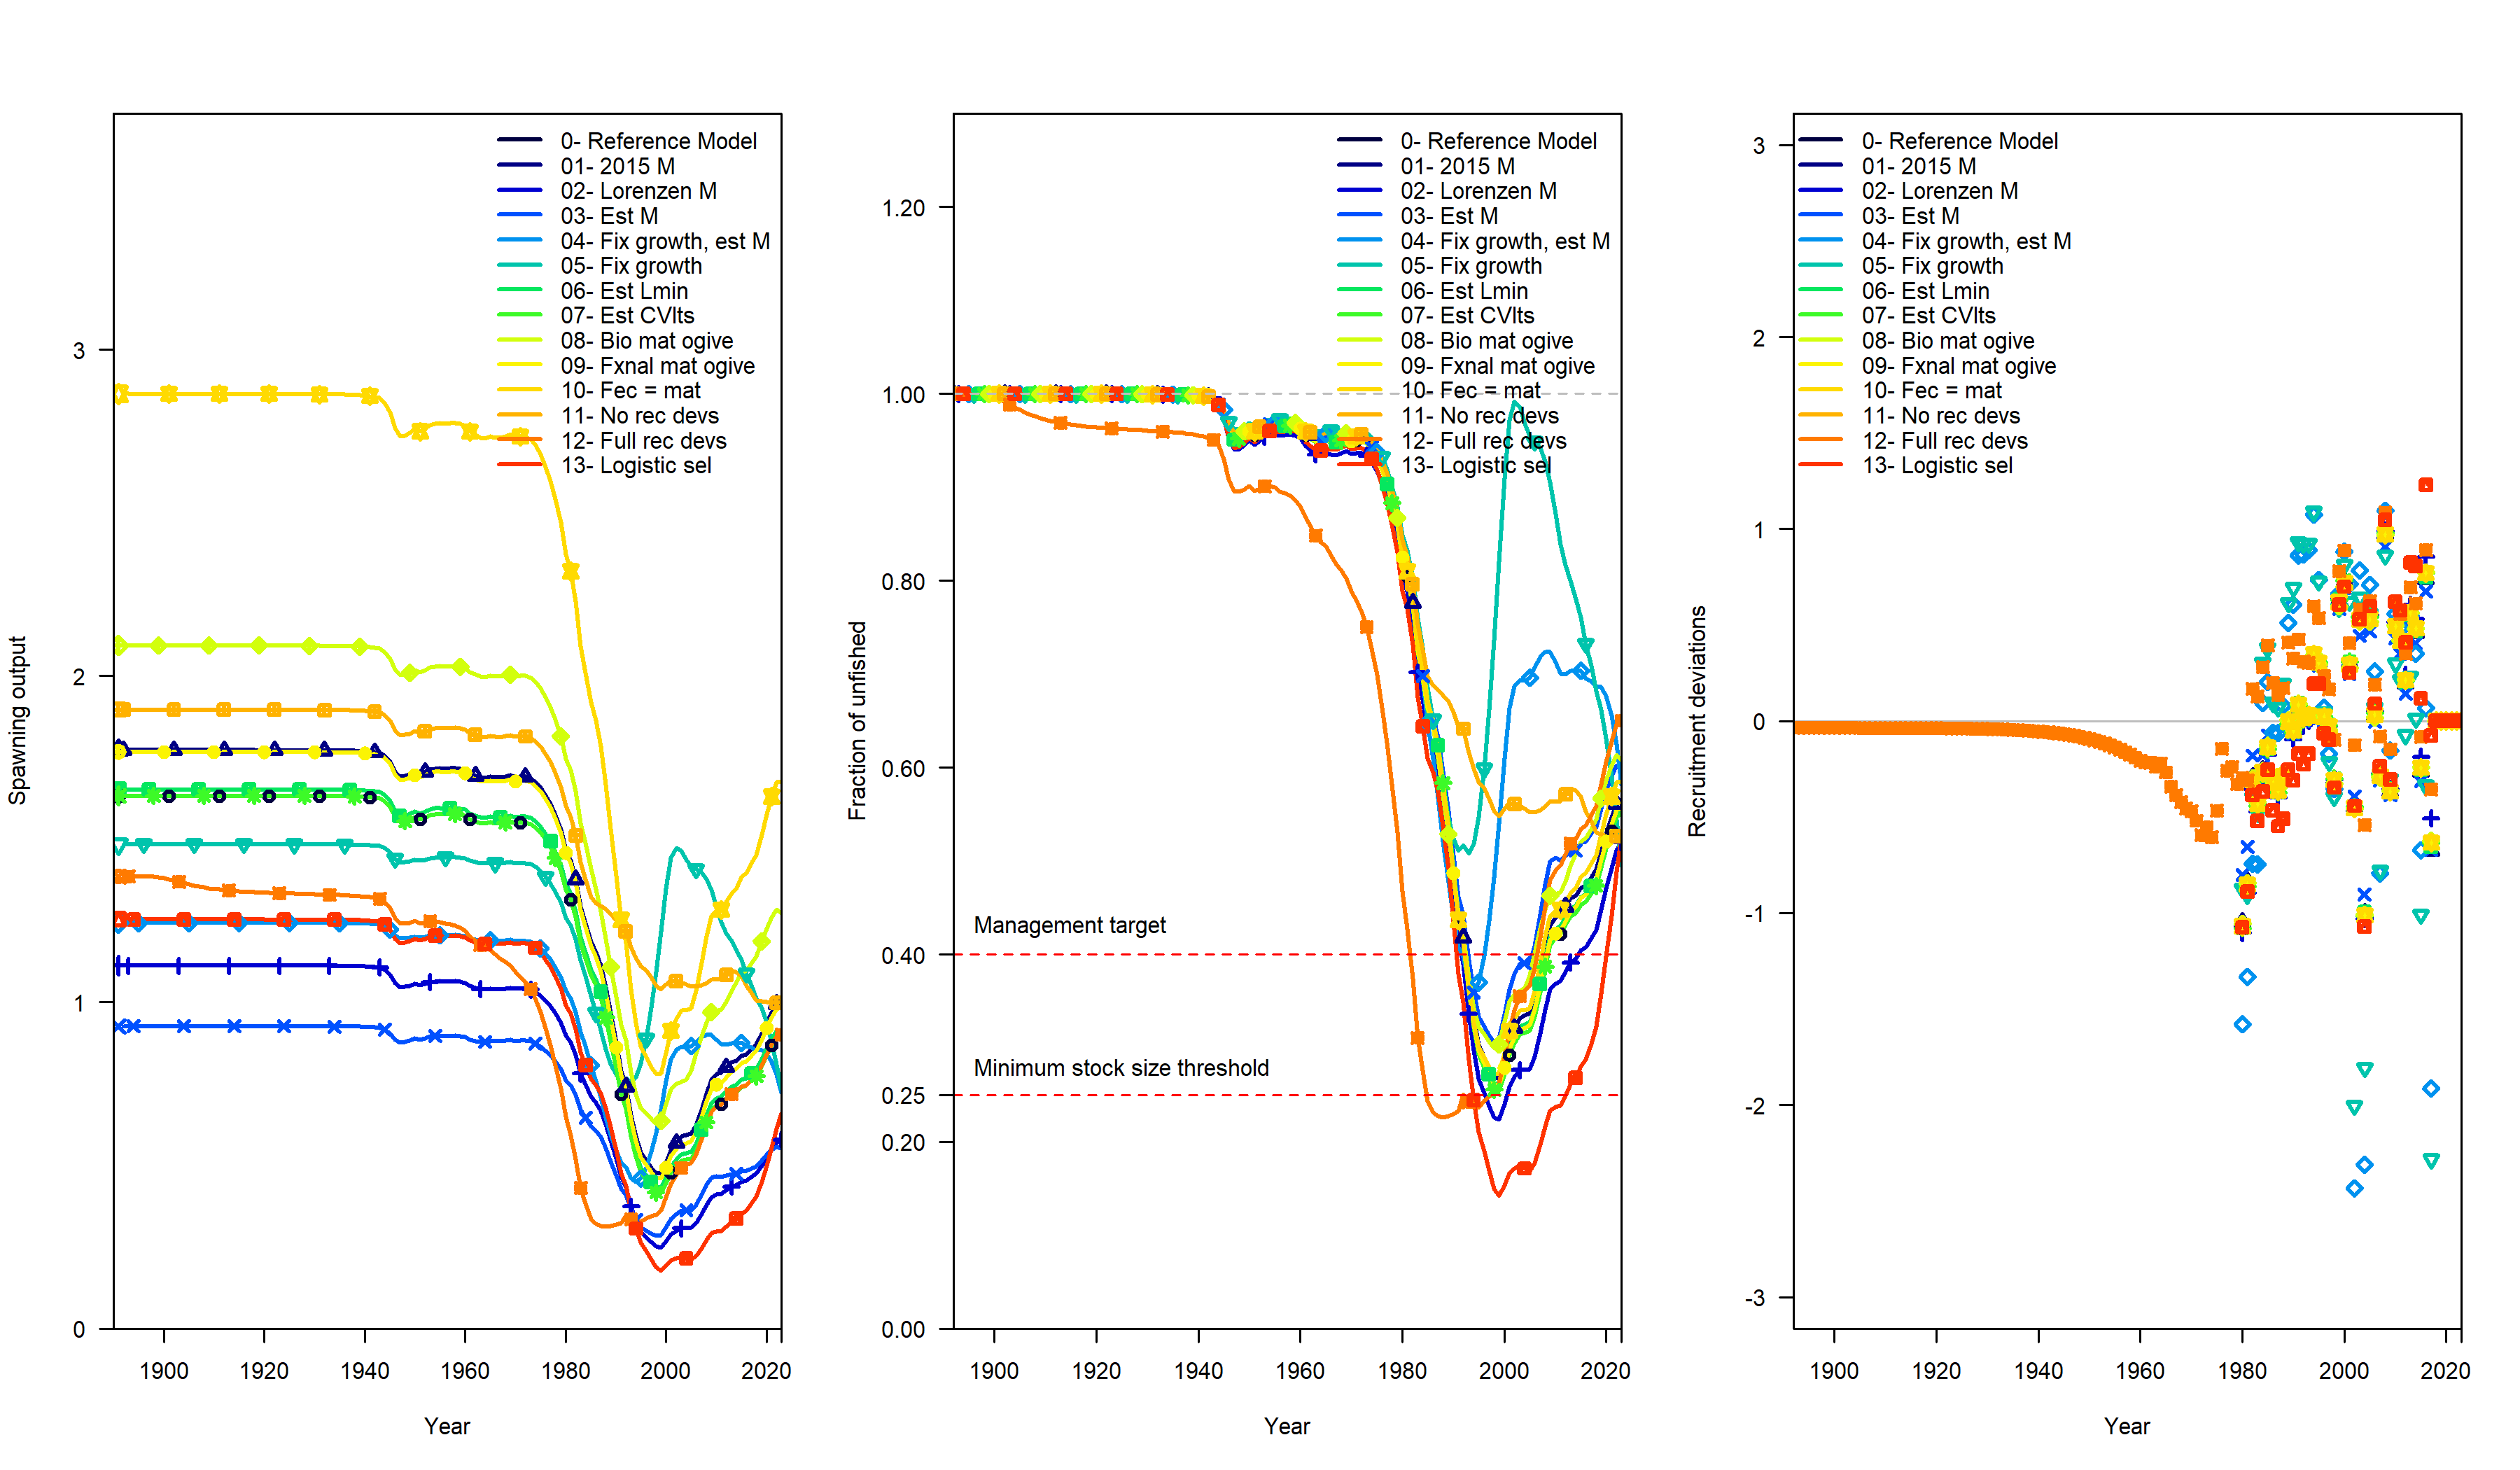 Spawning output
3
2
1
0
1900 1920 1940 1960 1980 2000 2020
Year
0- Reference Model
01- 2015 M
02- Lorenzen M
03- Est M
04- Fix growth, est M
05- Fix growth
06- Est Lmin
07- Est CVlts
08- Bio mat ogive
09- Fxnal mat ogive
10- Fec = mat
11- No rec devs
12- Full rec devs
13- Logistic sel
Fraction of unfished
1.20
1.00
0.80
0.60
0.40
0.25
0.20
0.00
Management target
Minimum stock size threshold
1900 1920 1940 1960 1980 2000 2020
Year
0- Reference Model
01- 2015 M
02- Lorenzen M
03- Est M
04- Fix growth, est M
05- Fix growth
06- Est Lmin
07- Est CVlts
08- Bio mat ogive
09- Fxnal mat ogive
10- Fec = mat
11- No rec devs
12- Full rec devs
13- Logistic sel
Recruitment deviations
3
2
1
0
-1
-2
-3
1900 1920 1940 1960 1980 2000 2020
Year
0- Reference Model
01- 2015 M
02- Lorenzen M
03- Est M
04- Fix growth, est M
05- Fix growth
06- Est Lmin
07- Est CVlts
08- Bio mat ogive
09- Fxnal mat ogive
10- Fec = mat
11- No rec devs
12- Full rec devs
13- Logistic sel